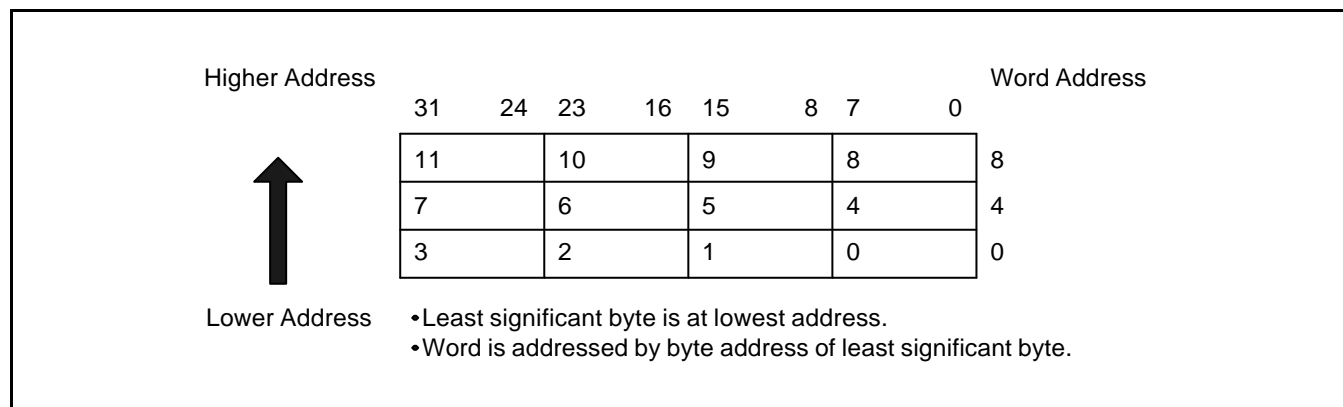 Higher Address Word Address
31 24 23 16 15 8 7 0
11 10 9 8 8
7 6 5 4 4
3 2 1 0 0
Lower Address •Least significant byte is at lowest address.
•Word is addressed by byte address of least significant byte.